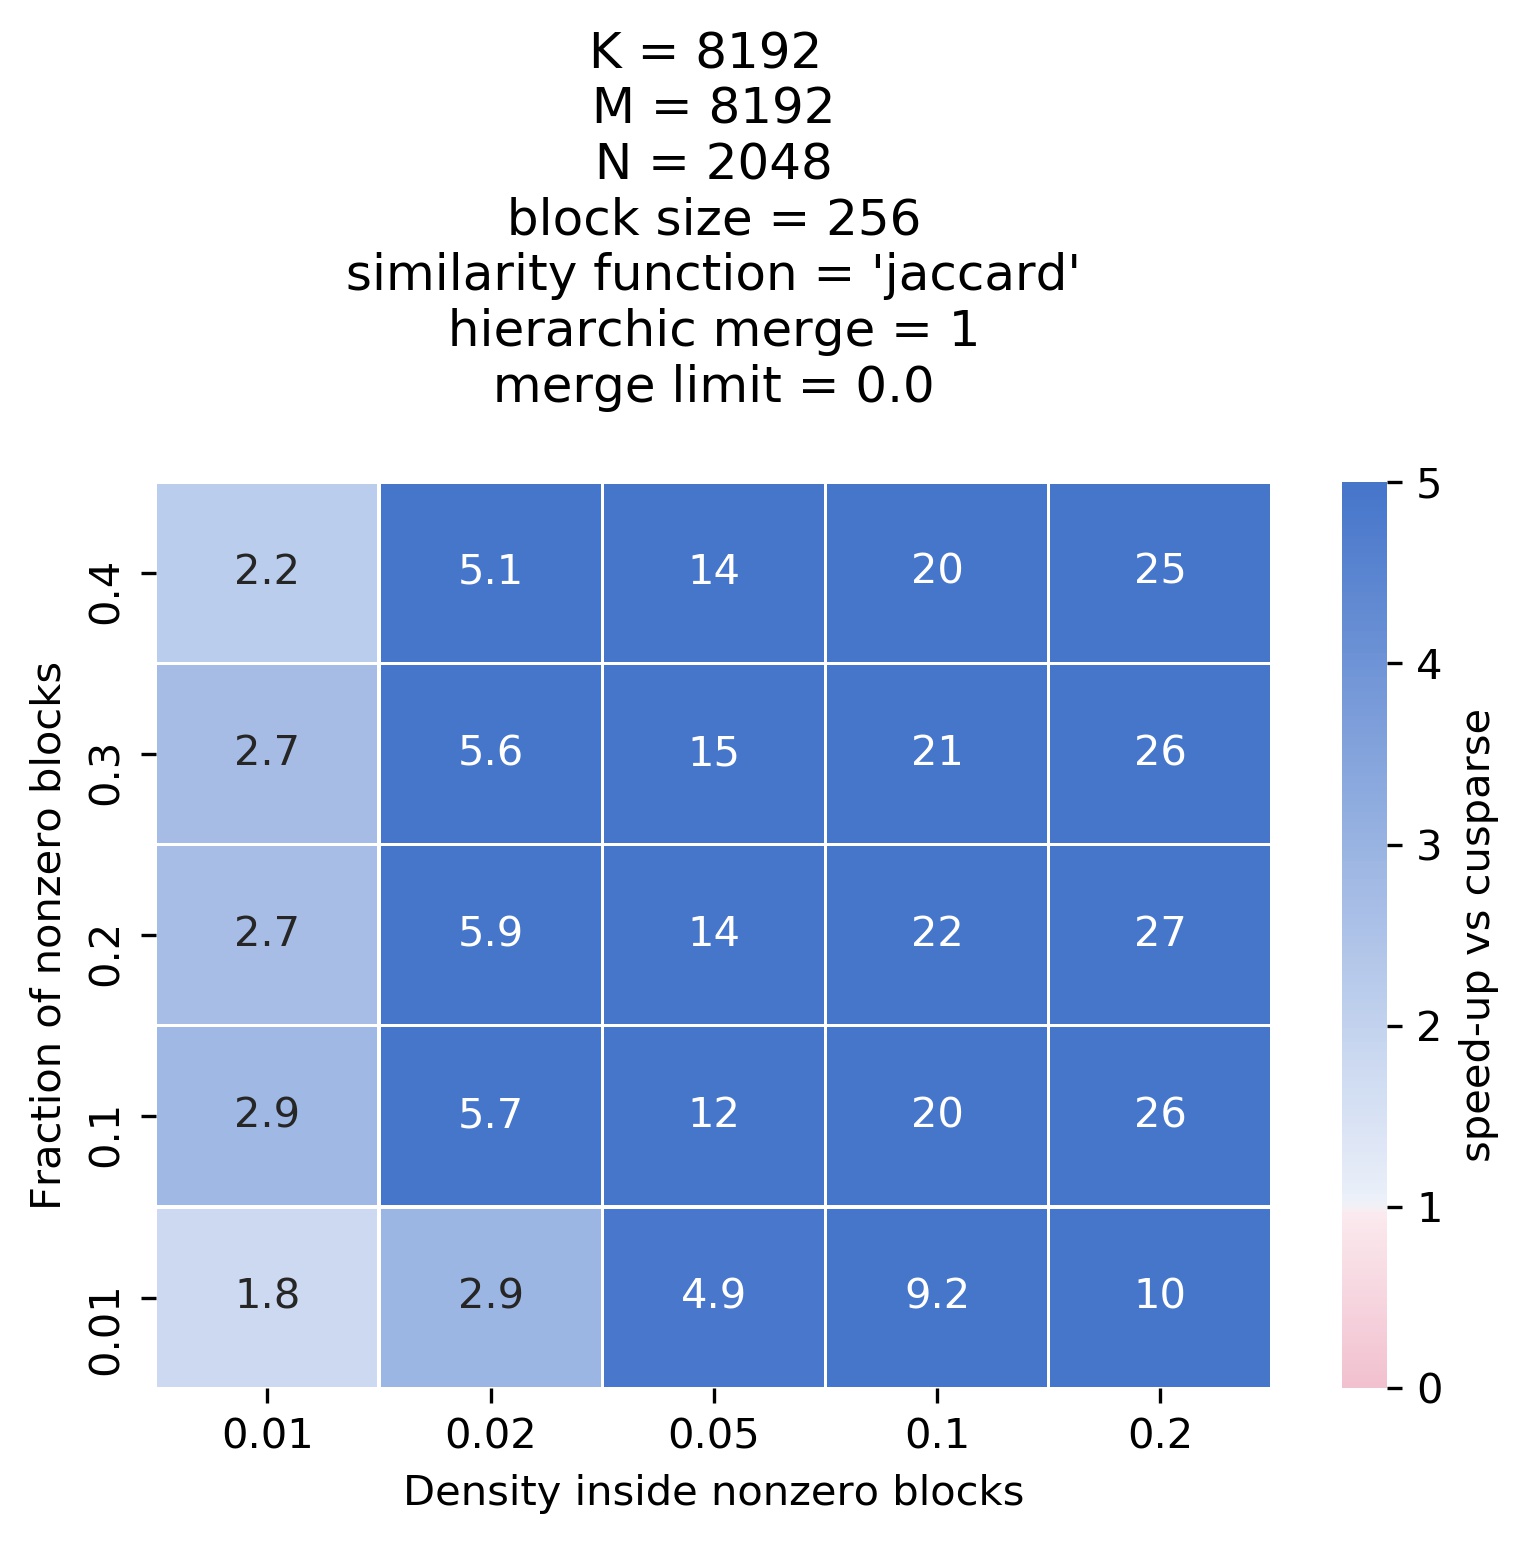 K = 8192
M = 8192
N = 2048
block size = 256
similarity function = 'jaccard'
hierarchic merge = 1
merge limit = 0.0
Fraction of nonzero blocks
0.4 2.2 5.1 14 20 25
0.3 2.7 5.6 15 21 26
0.2 2.7 5.9 14 22 27
0.1 2.9 5.7 12 20 26
0.01 1.8 2.9 4.9 9.2 10
0.01 0.02 0.05 0.1 0.2
Density inside nonzero blocks
5
4
3
2
1
0
speed-up vs cusparse